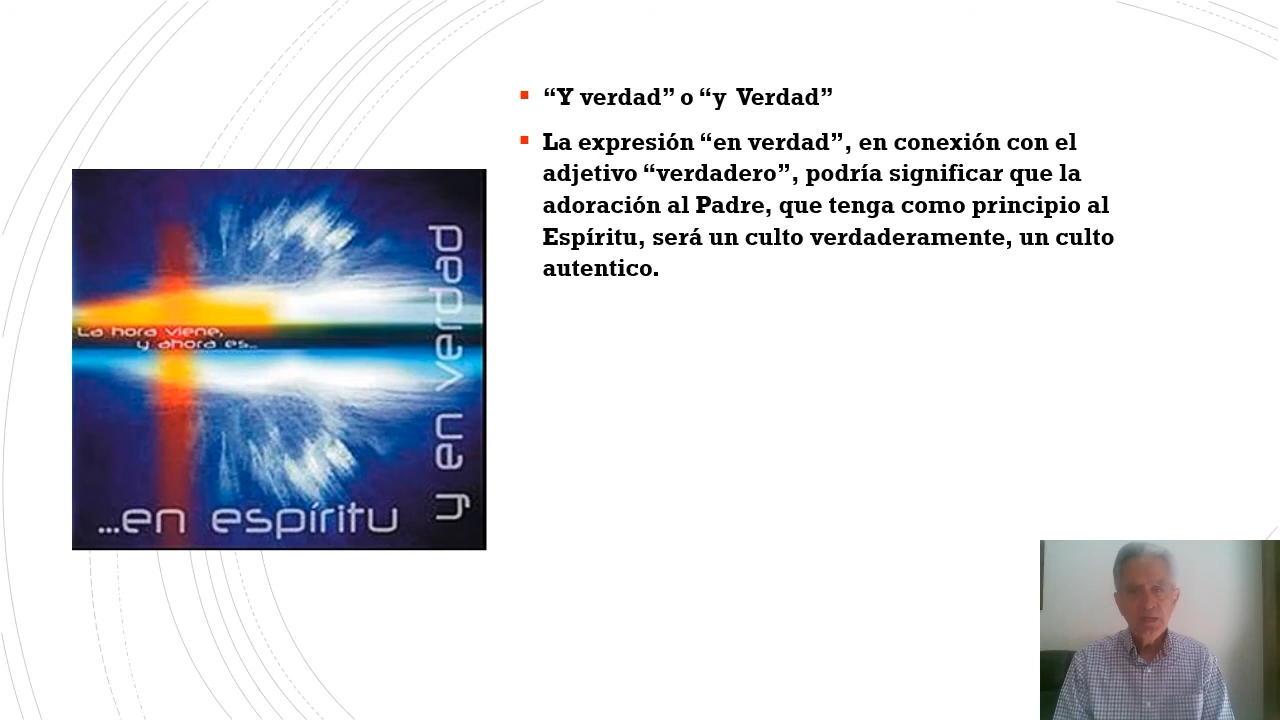 “Y verdad” o “y Verdad”
La expresión “en verdad”, en conexión con el
adjetivo “verdadero”, podría significar que la
adoración al Padre, que tenga como principio al
Espíritu, será un culto verdaderamente, un culto
autentico.
La hora viene,
y ahora es...
...en espíritu
y en verdad